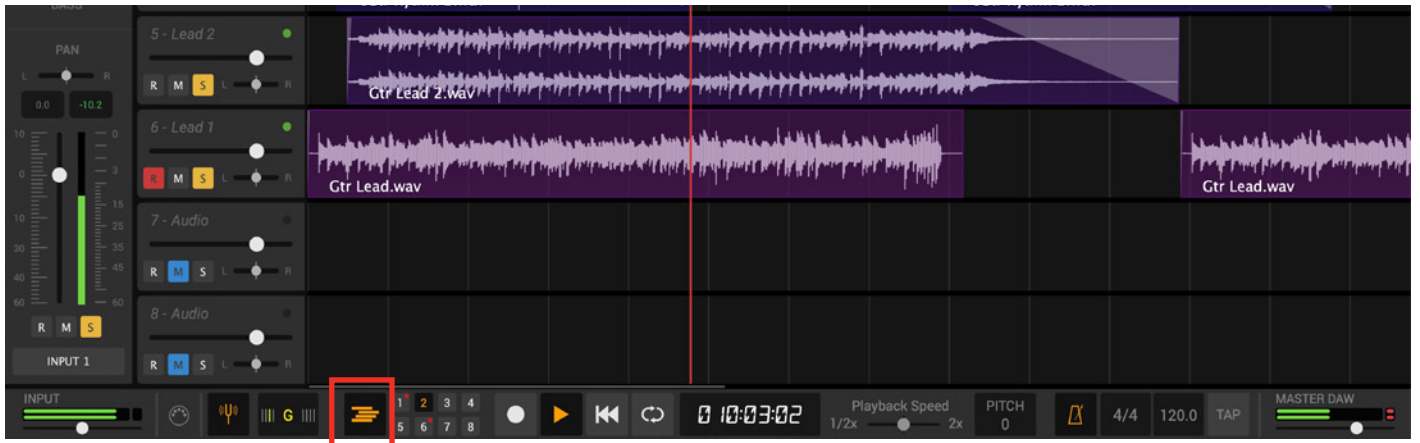 BASS
PAN
L R
0.0 -10.2
10 0
0 3
15
10 25
30 35
40 45
60 60
R M S
INPUT 1
5 - Lead 2
R M S L R
Gtr Lead 2.wav
6 - Lead 1
R M S L R
Gtr Lead.wav
Gtr Lead.wav
7 - Audio
R M S L R
8 - Audio
R M S L R
INPUT
G
1 2 3 4
5 6 7 8
010:03:02
Playback Speed
1/2x 2x
PITCH
0
4/4
120.0
TAP
MASTER DAW